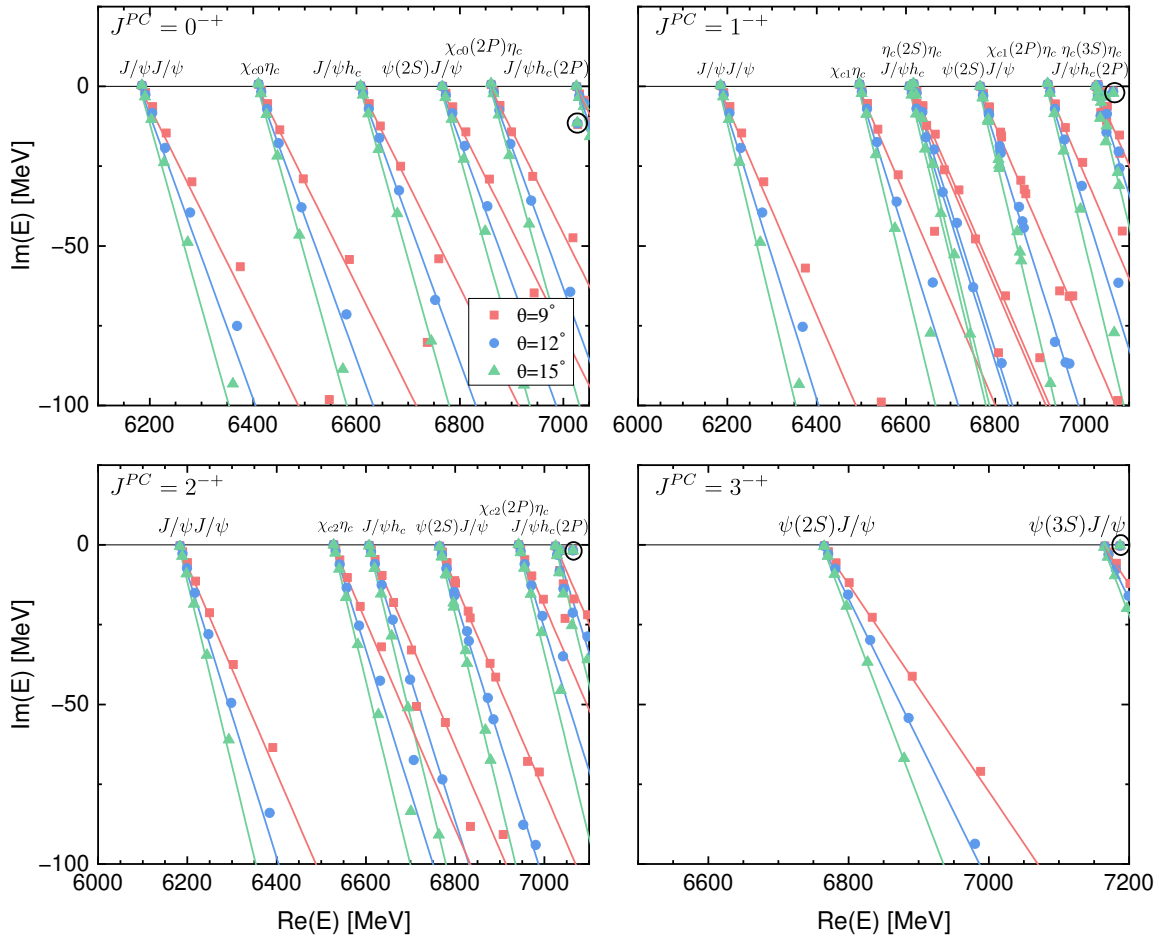 J^{PC} = 0^{-+}
χ_{c0}(2P)η_c
J/ψJ/ψ χ_{c0}η_c J/ψh_c ψ(2S)J/ψ J/ψh_c(2P)
0
−50
−100
Im(E) [MeV]
θ=9°
θ=12°
θ=15°
6200 6400 6600 6800 7000
J^{PC} = 1^{-+}
η_c(2S)η_c χ_{c1}(2P)η_c η_c(3S)η_c
J/ψJ/ψ χ_{c1}η_c J/ψh_c ψ(2S)J/ψ J/ψh_c(2P)
6000 6200 6400 6600 6800 7000
J^{PC} = 2^{-+}
χ_{c2}(2P)η_c
J/ψJ/ψ χ_{c2}η_c J/ψh_c ψ(2S)J/ψ J/ψh_c(2P)
0
−50
−100
Im(E) [MeV]
6000 6200 6400 6600 6800 7000
Re(E) [MeV]
J^{PC} = 3^{-+}
ψ(2S)J/ψ ψ(3S)J/ψ
6600 6800 7000 7200
Re(E) [MeV]